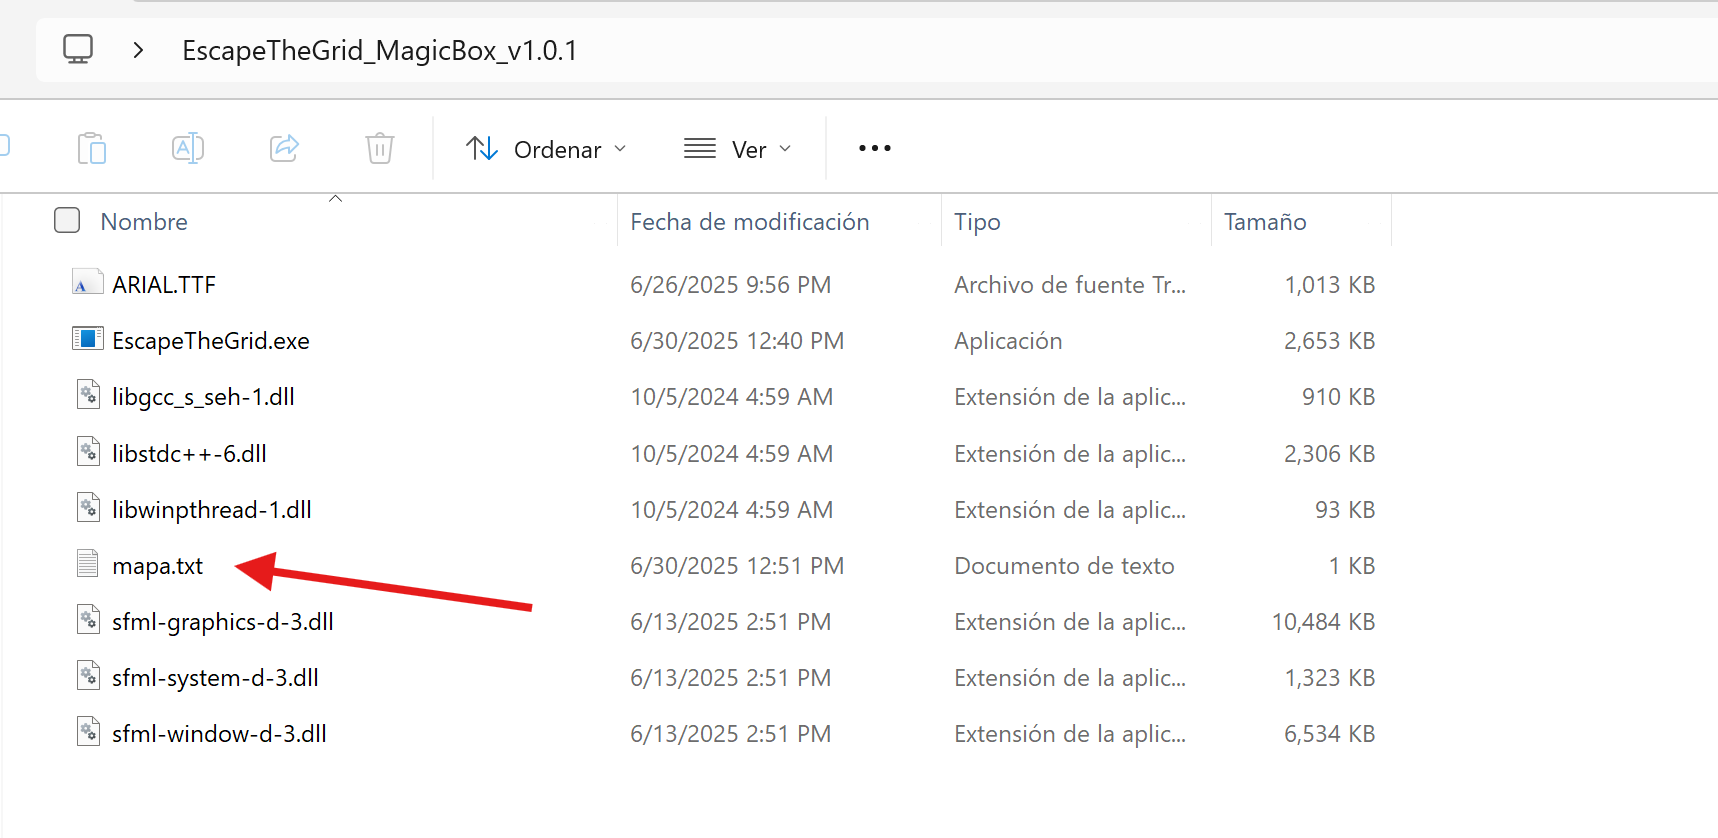 EscapeTheGrid_MagicBox_v1.0.1
Ordenar Ver
Nombre Fecha de modificación Tipo Tamaño
ARIAL.TTF 6/26/2025 9:56 PM Archivo de fuente Tr... 1,013 KB
EscapeTheGrid.exe 6/30/2025 12:40 PM Aplicación 2,653 KB
libgcc_s_seh-1.dll 10/5/2024 4:59 AM Extensión de la aplic... 910 KB
libstdc++-6.dll 10/5/2024 4:59 AM Extensión de la aplic... 2,306 KB
libwinpthread-1.dll 10/5/2024 4:59 AM Extensión de la aplic... 93 KB
mapa.txt 6/30/2025 12:51 PM Documento de texto 1 KB
sfml-graphics-d-3.dll 6/13/2025 2:51 PM Extensión de la aplic... 10,484 KB
sfml-system-d-3.dll 6/13/2025 2:51 PM Extensión de la aplic... 1,323 KB
sfml-window-d-3.dll 6/13/2025 2:51 PM Extensión de la aplic... 6,534 KB